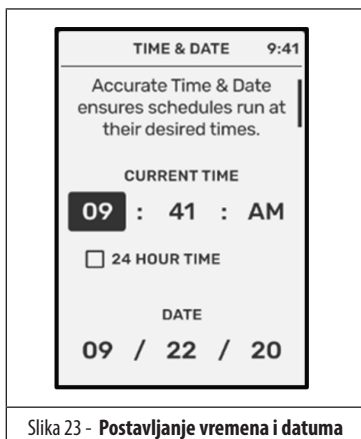 TIME & DATE 9:41
Accurate Time & Date
ensures schedules run at
their desired times.
CURRENT TIME
09 : 41 : AM
24 HOUR TIME
DATE
09 / 22 / 20
Slika 23 - Postavljanje vremena i datuma